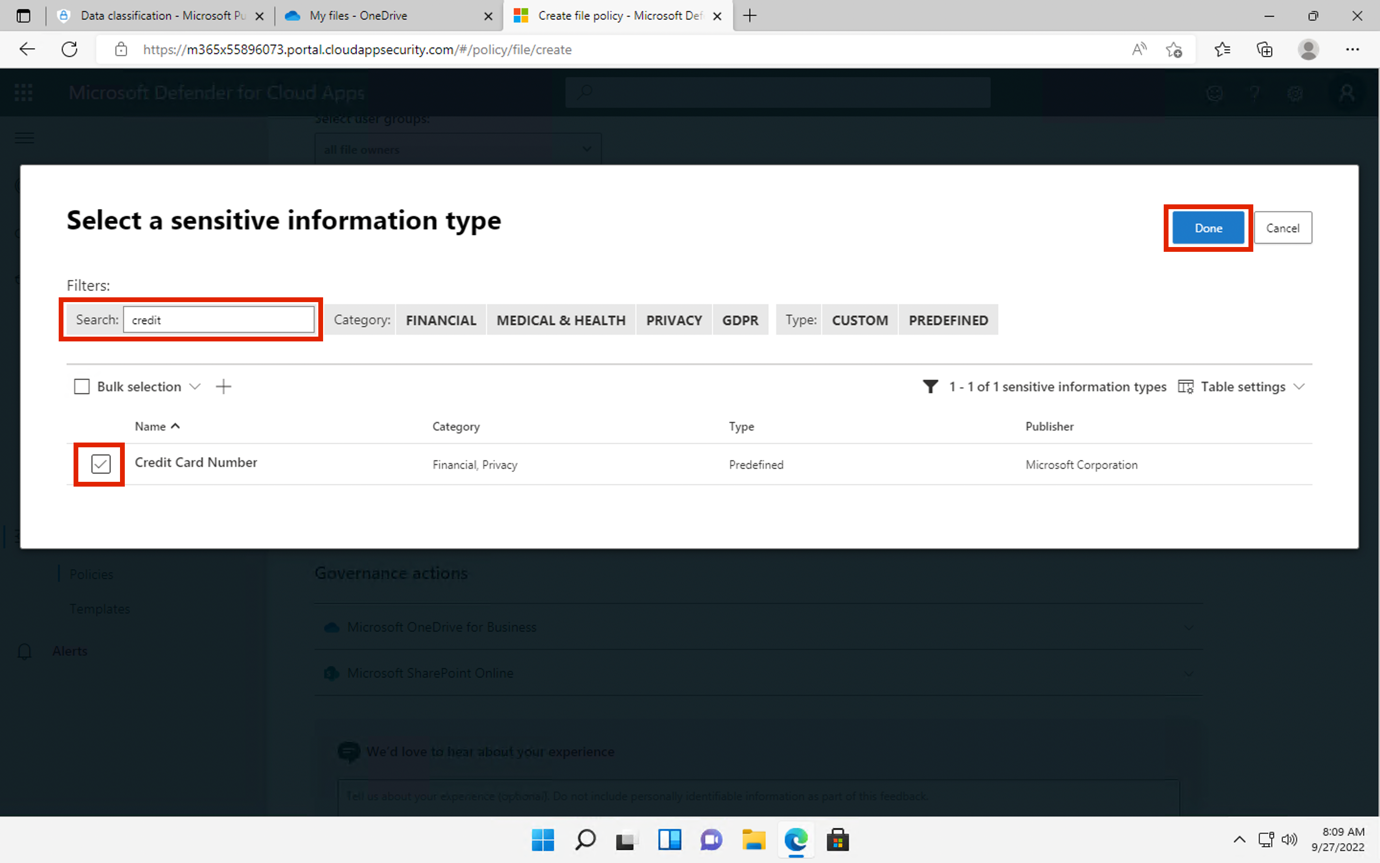 Data classification - Microsoft Pu
My files - OneDrive
Create file policy - Microsoft Def
https://m365x55896073.portal.cloudappsecurity.com/#/policy/file/create
Microsoft Defender for Cloud Apps
Select user groups:
all file owners
Select a sensitive information type
Done
Cancel
Filters:
Search: credit
Category: FINANCIAL MEDICAL & HEALTH PRIVACY GDPR
Type: CUSTOM PREDEFINED
Bulk selection
1 - 1 of 1 sensitive information types
Table settings
Name Category Type Publisher
Credit Card Number Financial, Privacy Predefined Microsoft Corporation
Policies
Templates
Alerts
Governance actions
Microsoft OneDrive for Business
Microsoft SharePoint Online
We'd love to hear about your experience
Tell us about your experience (optional). Do not include personally identifiable information as part of this feedback.
8:09 AM
9/27/2022